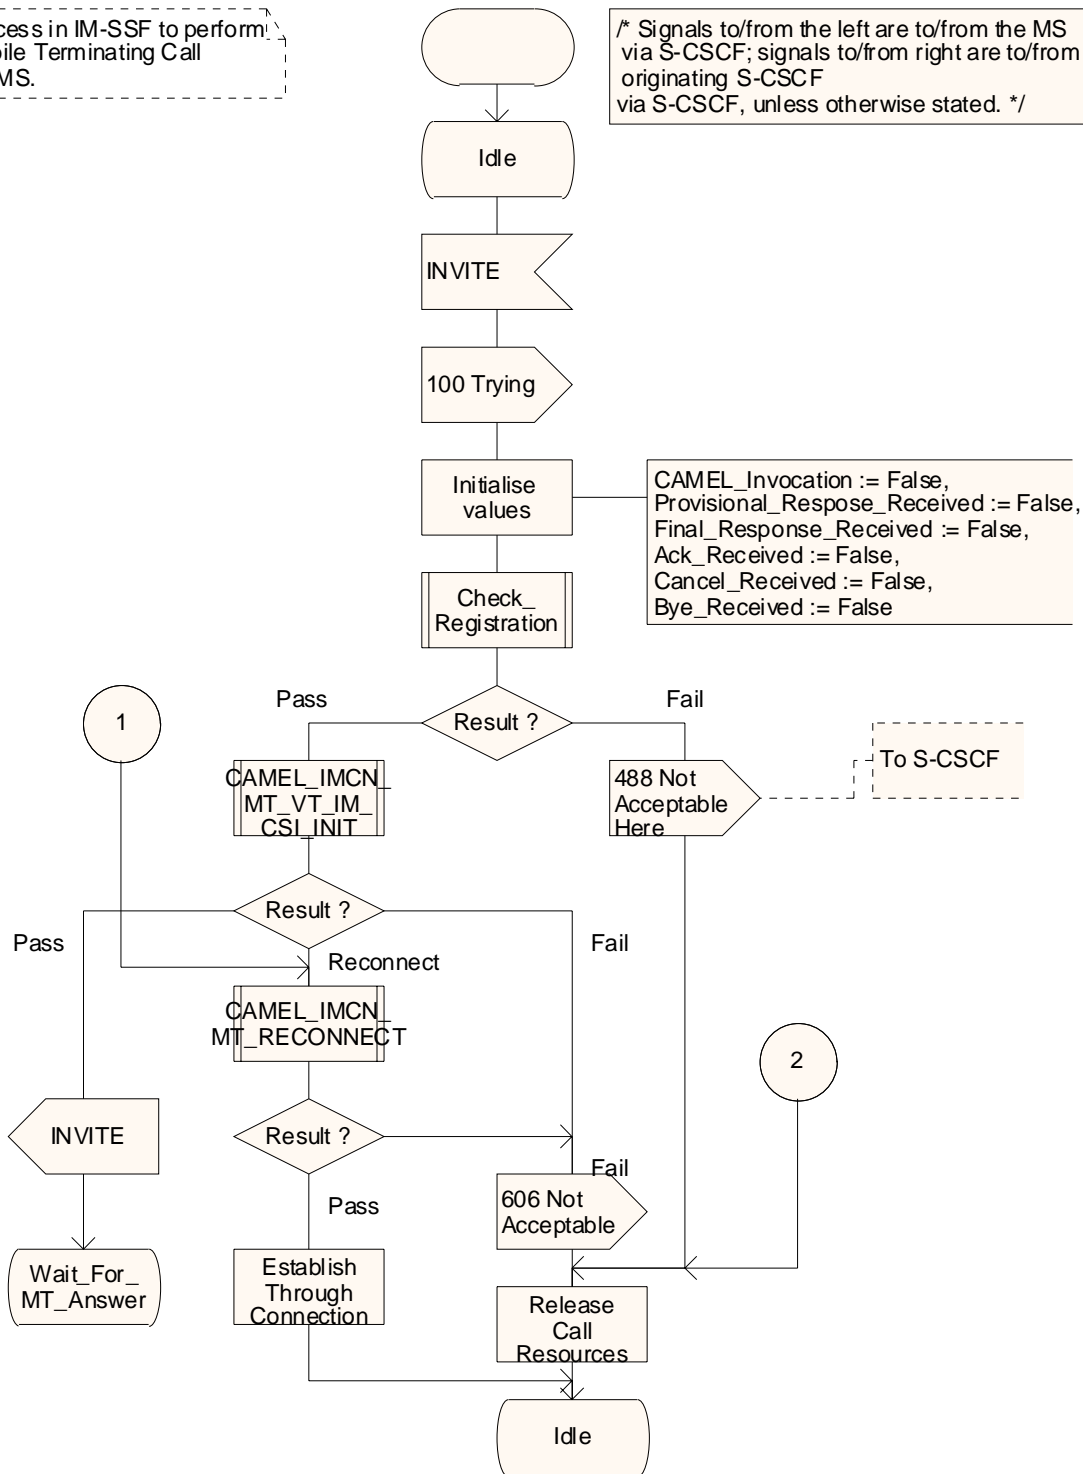 cess in IM-SSF to perform
bile Terminating Call
MS.
/* Signals to/from the left are to/from the MS
via S-CSCF; signals to/from right are to/from
originating S-CSCF
via S-CSCF, unless otherwise stated. */
Idle
INVITE
100 Trying
Initialise
values
CAMEL_Invocation := False,
Provisional_Respose_Received := False,
Final_Response_Received := False,
Ack_Received := False,
Cancel_Received := False,
Bye_Received := False
Check_
Registration
Result ?
Pass
Fail
1
CAMEL_IMCN_
MT_VT_IM_
CSI_INIT
488 Not
Acceptable
Here
To S-CSCF
Result ?
Pass
Fail
Reconnect
CAMEL_IMCN_
MT_RECONNECT
2
INVITE
Result ?
Fail
Pass
606 Not
Acceptable
Wait_For_
MT_Answer
Establish
Through
Connection
Release
Call
Resources
Idle